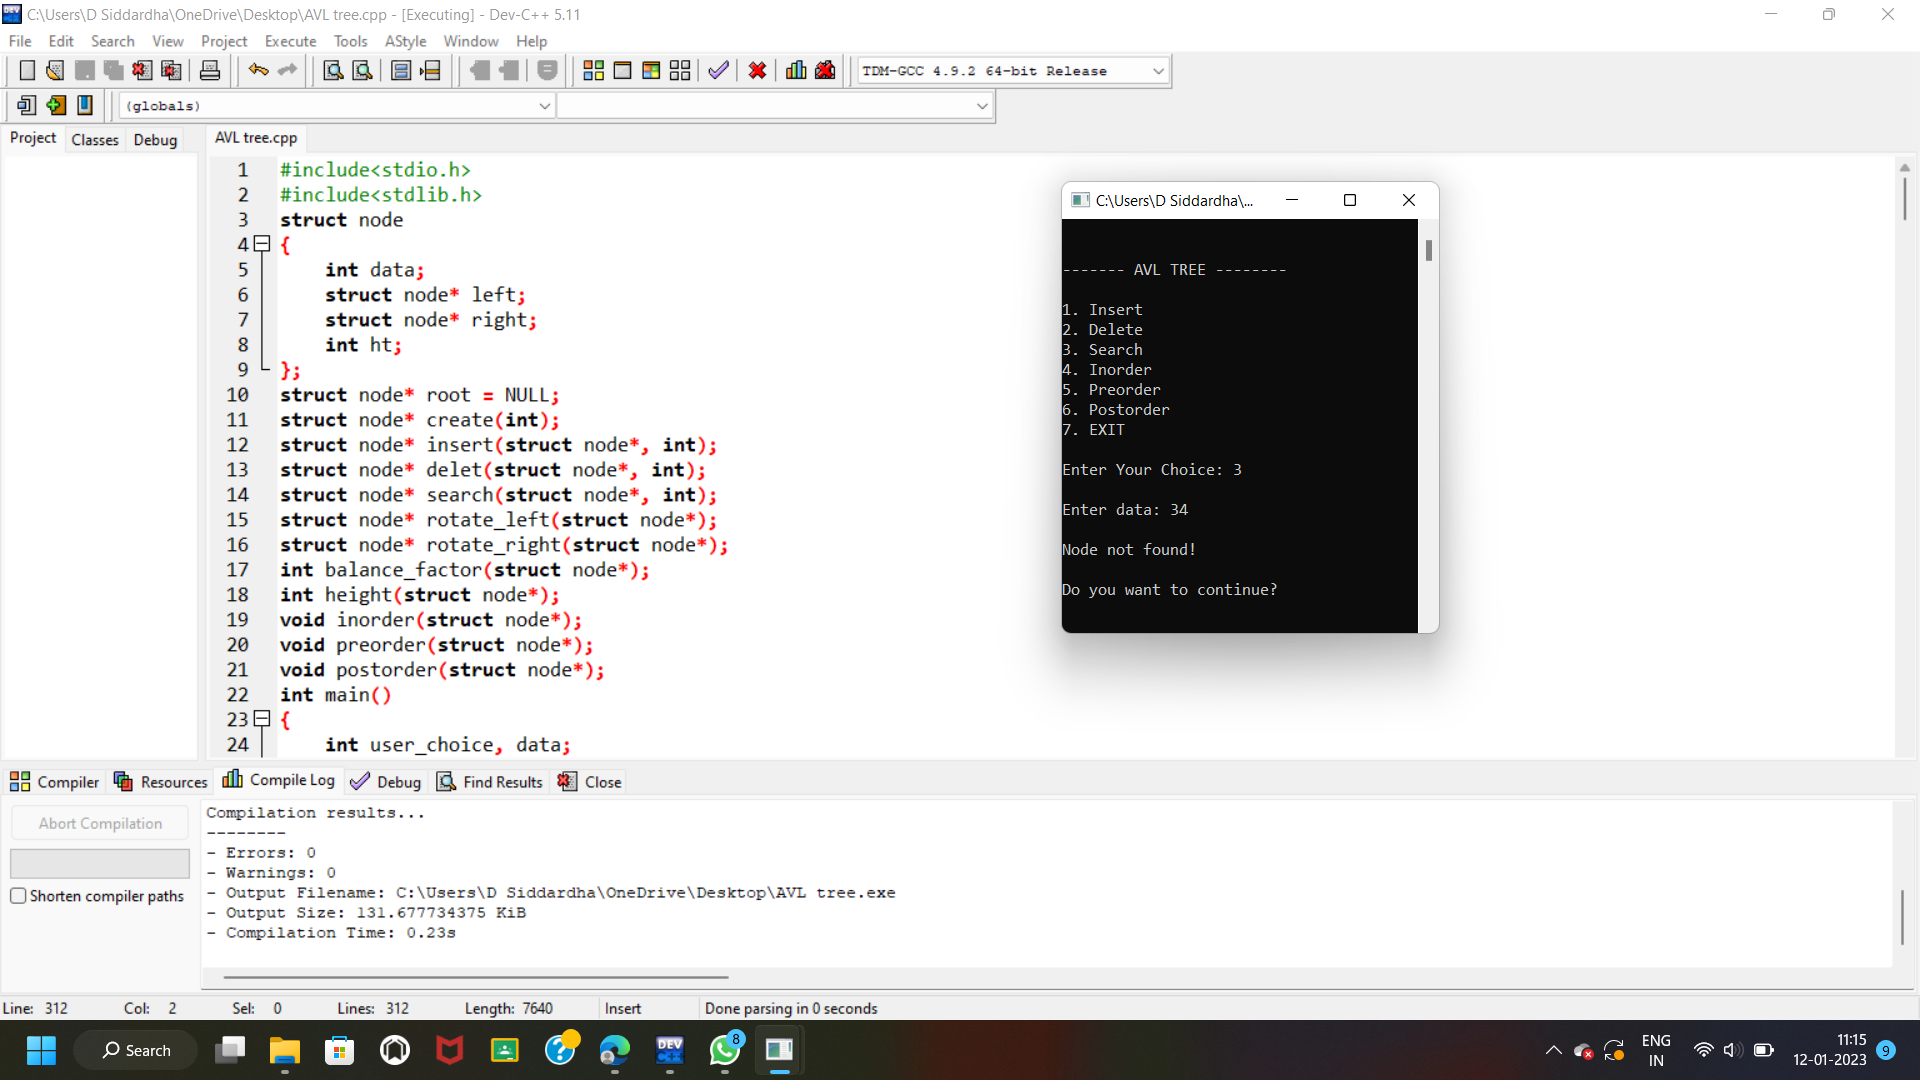 C:\Users\D Siddardha\OneDrive\Desktop\AVL tree.cpp - [Executing] - Dev-C++ 5.11
File Edit Search View Project Execute Tools AStyle Window Help
TDM-GCC 4.9.2 64-bit Release
(globals)
Project Classes Debug
AVL tree.cpp
1 #include<stdio.h>
2 #include<stdlib.h>
3 struct node
4 {
5 int data;
6 struct node* left;
7 struct node* right;
8 int ht;
9 };
10 struct node* root = NULL;
11 struct node* create(int);
12 struct node* insert(struct node*, int);
13 struct node* delet(struct node*, int);
14 struct node* search(struct node*, int);
15 struct node* rotate_left(struct node*);
16 struct node* rotate_right(struct node*);
17 int balance_factor(struct node*);
18 int height(struct node*);
19 void inorder(struct node*);
20 void preorder(struct node*);
21 void postorder(struct node*);
22 int main()
23 {
24 int user_choice, data;
C:\Users\D Siddardha\...
------- AVL TREE --------
1. Insert
2. Delete
3. Search
4. Inorder
5. Preorder
6. Postorder
7. EXIT
Enter Your Choice: 3
Enter data: 34
Node not found!
Do you want to continue?
Compiler Resources Compile Log Debug Find Results Close
Abort Compilation
Shorten compiler paths
Compilation results...
--------
- Errors: 0
- Warnings: 0
- Output Filename: C:\Users\D Siddardha\OneDrive\Desktop\AVL tree.exe
- Output Size: 131.677734375 KiB
- Compilation Time: 0.23s
Line: 312 Col: 2 Sel: 0 Lines: 312 Length: 7640 Insert Done parsing in 0 seconds
Search
DEV
8
ENG
IN
11:15
12-01-2023
9